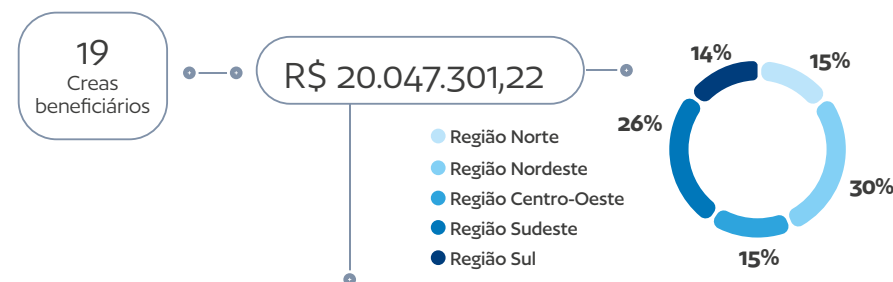 19
Creas
beneficiários
R$ 20.047.301,22
Região Norte
Região Nordeste
Região Centro-Oeste
Região Sudeste
Região Sul
14%
15%
26%
30%
15%